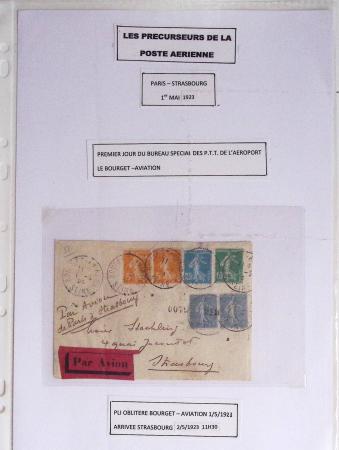 LES PRECURSEURS DE LA
POSTE AERIENNE
PARIS – STRASBOURG
1er MAI 1923
PREMIER JOUR DU BUREAU SPECIAL DES P.T.T. DE L'AEROPORT
LE BOURGET –AVIATION
Par Avion
de Paris à Strasbourg
4 quai
Strasbourg
Par Avion
PLI OBLITERE BOURGET – AVIATION 1/5/1923
ARRIVEE STRASBOURG 2/5/1923 11H30